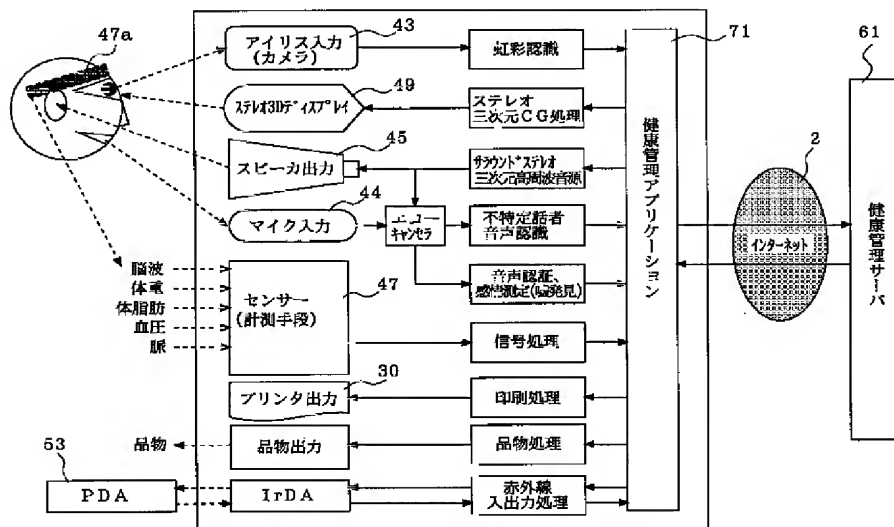 47a
43
アイリス入力
(カメラ)
虹彩認識
71
61
49
ステレオ3Dディスプレイ
ステレオ
三次元CG処理
45
スピーカ出力
サラウンドステレオ
三次元高周波音源
健康管理アプリケーション
2
インターネット
健康管理サーバ
44
マイク入力
エコー
キャンセラ
不特定話者
音声認識
音声認証、
感情測定(嘘発見)
脳波
体重
体脂肪
血圧
脈
47
センサー
(計測手段)
信号処理
30
プリンタ出力
印刷処理
品物
品物出力
品物処理
53
PDA
IrDA
赤外線
入出力処理